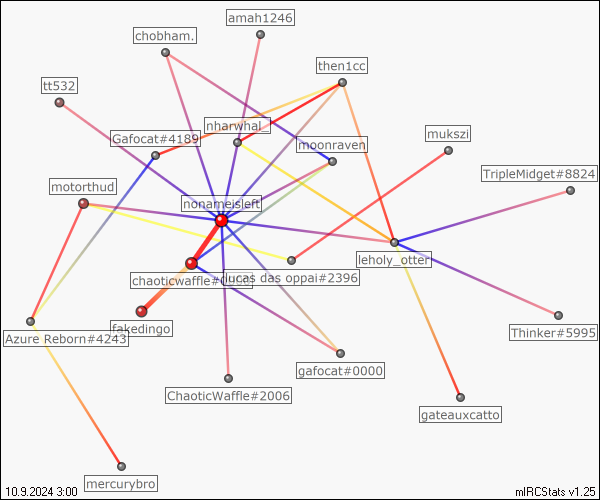 amah1246
chobham.
then1cc
tt532
nharwhal_
Gafocat#4189
mukszi
moonraven
TripleMidget#8824
motorthud
nonameisleft
leholy_otter
lucas das oppai#2396
fakedingo
Azure Reborn#4243
Thinker#5995
gafocat#0000
ChaoticWaffle#2006
gateauxcatto
mercurybro
10.9.2024 3:00
mIRCStats v1.25